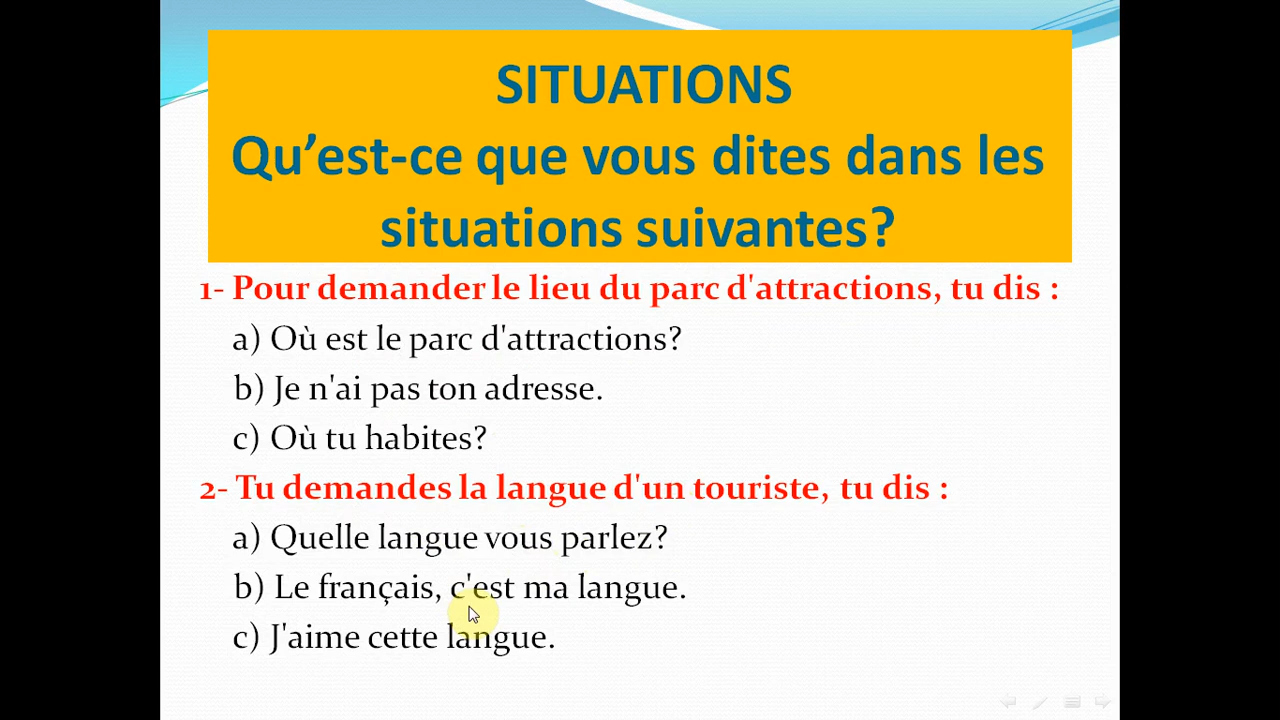 SITUATIONS
Qu’est-ce que vous dites dans les
situations suivantes?
1- Pour demander le lieu du parc d'attractions, tu dis :
a) Où est le parc d'attractions?
b) Je n'ai pas ton adresse.
c) Où tu habites?
2- Tu demandes la langue d'un touriste, tu dis :
a) Quelle langue vous parlez?
b) Le français, c'est ma langue.
c) J'aime cette langue.